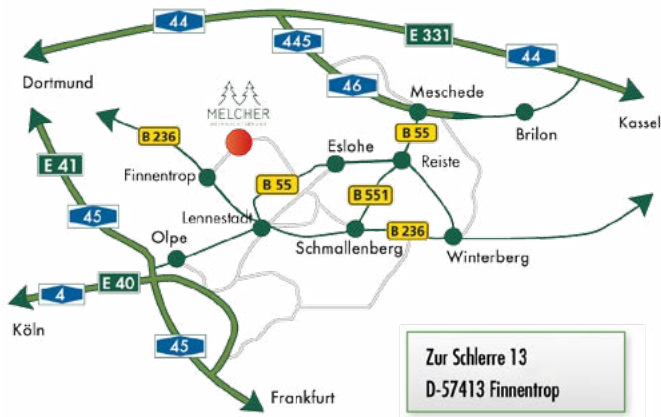 44
445
E 331
44
46
Dortmund
Meschede
MELCHER
Kassel
B 236
B 55
Brilon
E 41
Eslohe
Reiste
Finnentrop
B 55
B 551
45
Lennestadt
Olpe
Schmallenberg
B 236
Winterberg
E 40
4
Köln
45
Zur Schlerre 13
D-57413 Finnentrop
Frankfurt